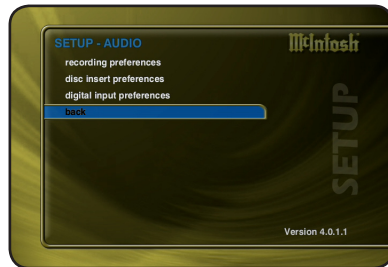 SETUP - AUDIO
McIntosh
recording preferences
disc insert preferences
digital input preferences
back
SETUP
Version 4.0.1.1